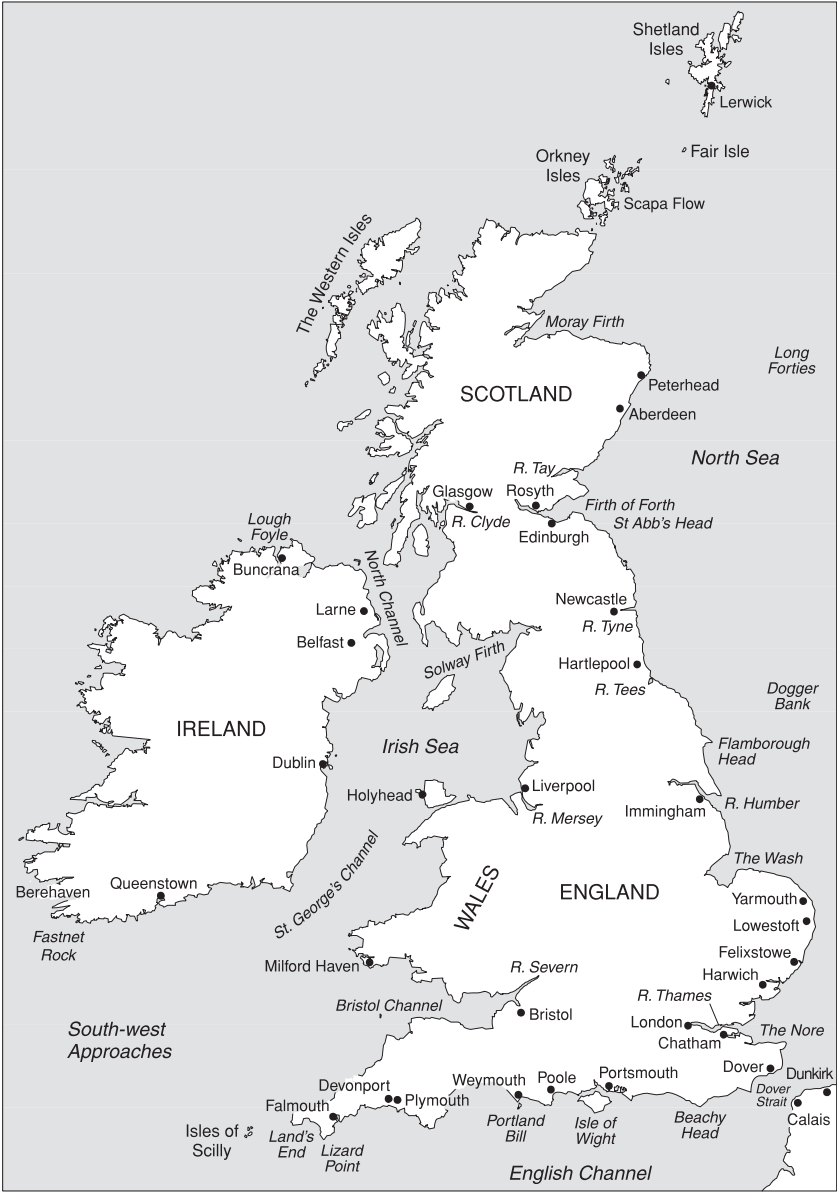 Shetland
Isles
Lerwick
Fair Isle
Orkney
Isles
Scapa Flow
The Western Isles
Moray Firth
Long
Forties
Peterhead
SCOTLAND
Aberdeen
North Sea
R. Tay
Glasgow
Rosyth
Firth of Forth
R. Clyde
St Abb's Head
Edinburgh
Lough
Foyle
Buncrana
North Channel
Newcastle
Larne
R. Tyne
Belfast
Solway Firth
Hartlepool
R. Tees
Dogger
Bank
IRELAND
Irish Sea
Flamborough
Head
Dublin
Holyhead
Liverpool
R. Mersey
Immingham
R. Humber
St. George's Channel
The Wash
WALES
ENGLAND
Berehaven
Queenstown
Yarmouth
Lowestoft
Fastnet
Rock
Felixstowe
Milford Haven
R. Severn
Harwich
R. Thames
Bristol Channel
Bristol
London
The Nore
South-west
Approaches
Chatham
Dover
Dunkirk
Devonport
Weymouth
Poole
Portsmouth
Plymouth
Dover
Strait
Falmouth
Calais
Isles of
Scilly
Land's
End
Lizard
Point
Portland
Bill
Isle of
Wight
Beachy
Head
English Channel